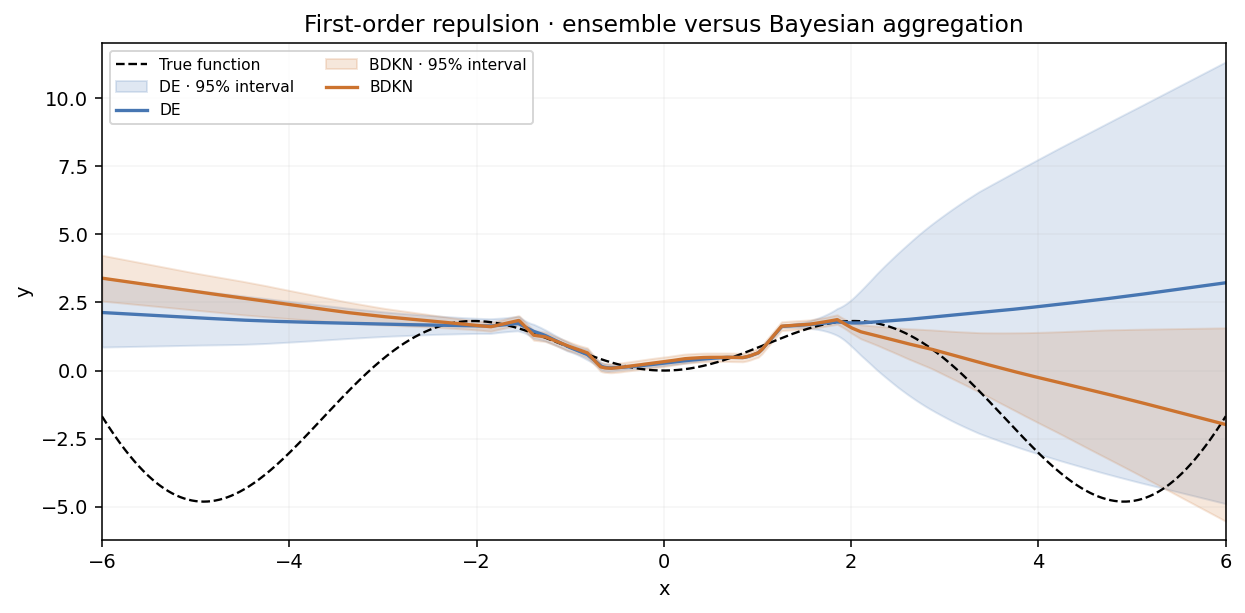 First-order repulsion · ensemble versus Bayesian aggregation
True function
DE · 95% interval
DE
BDKN · 95% interval
BDKN
y
10.0
7.5
5.0
2.5
0.0
−2.5
−5.0
−6
−4
−2
0
2
4
6
x